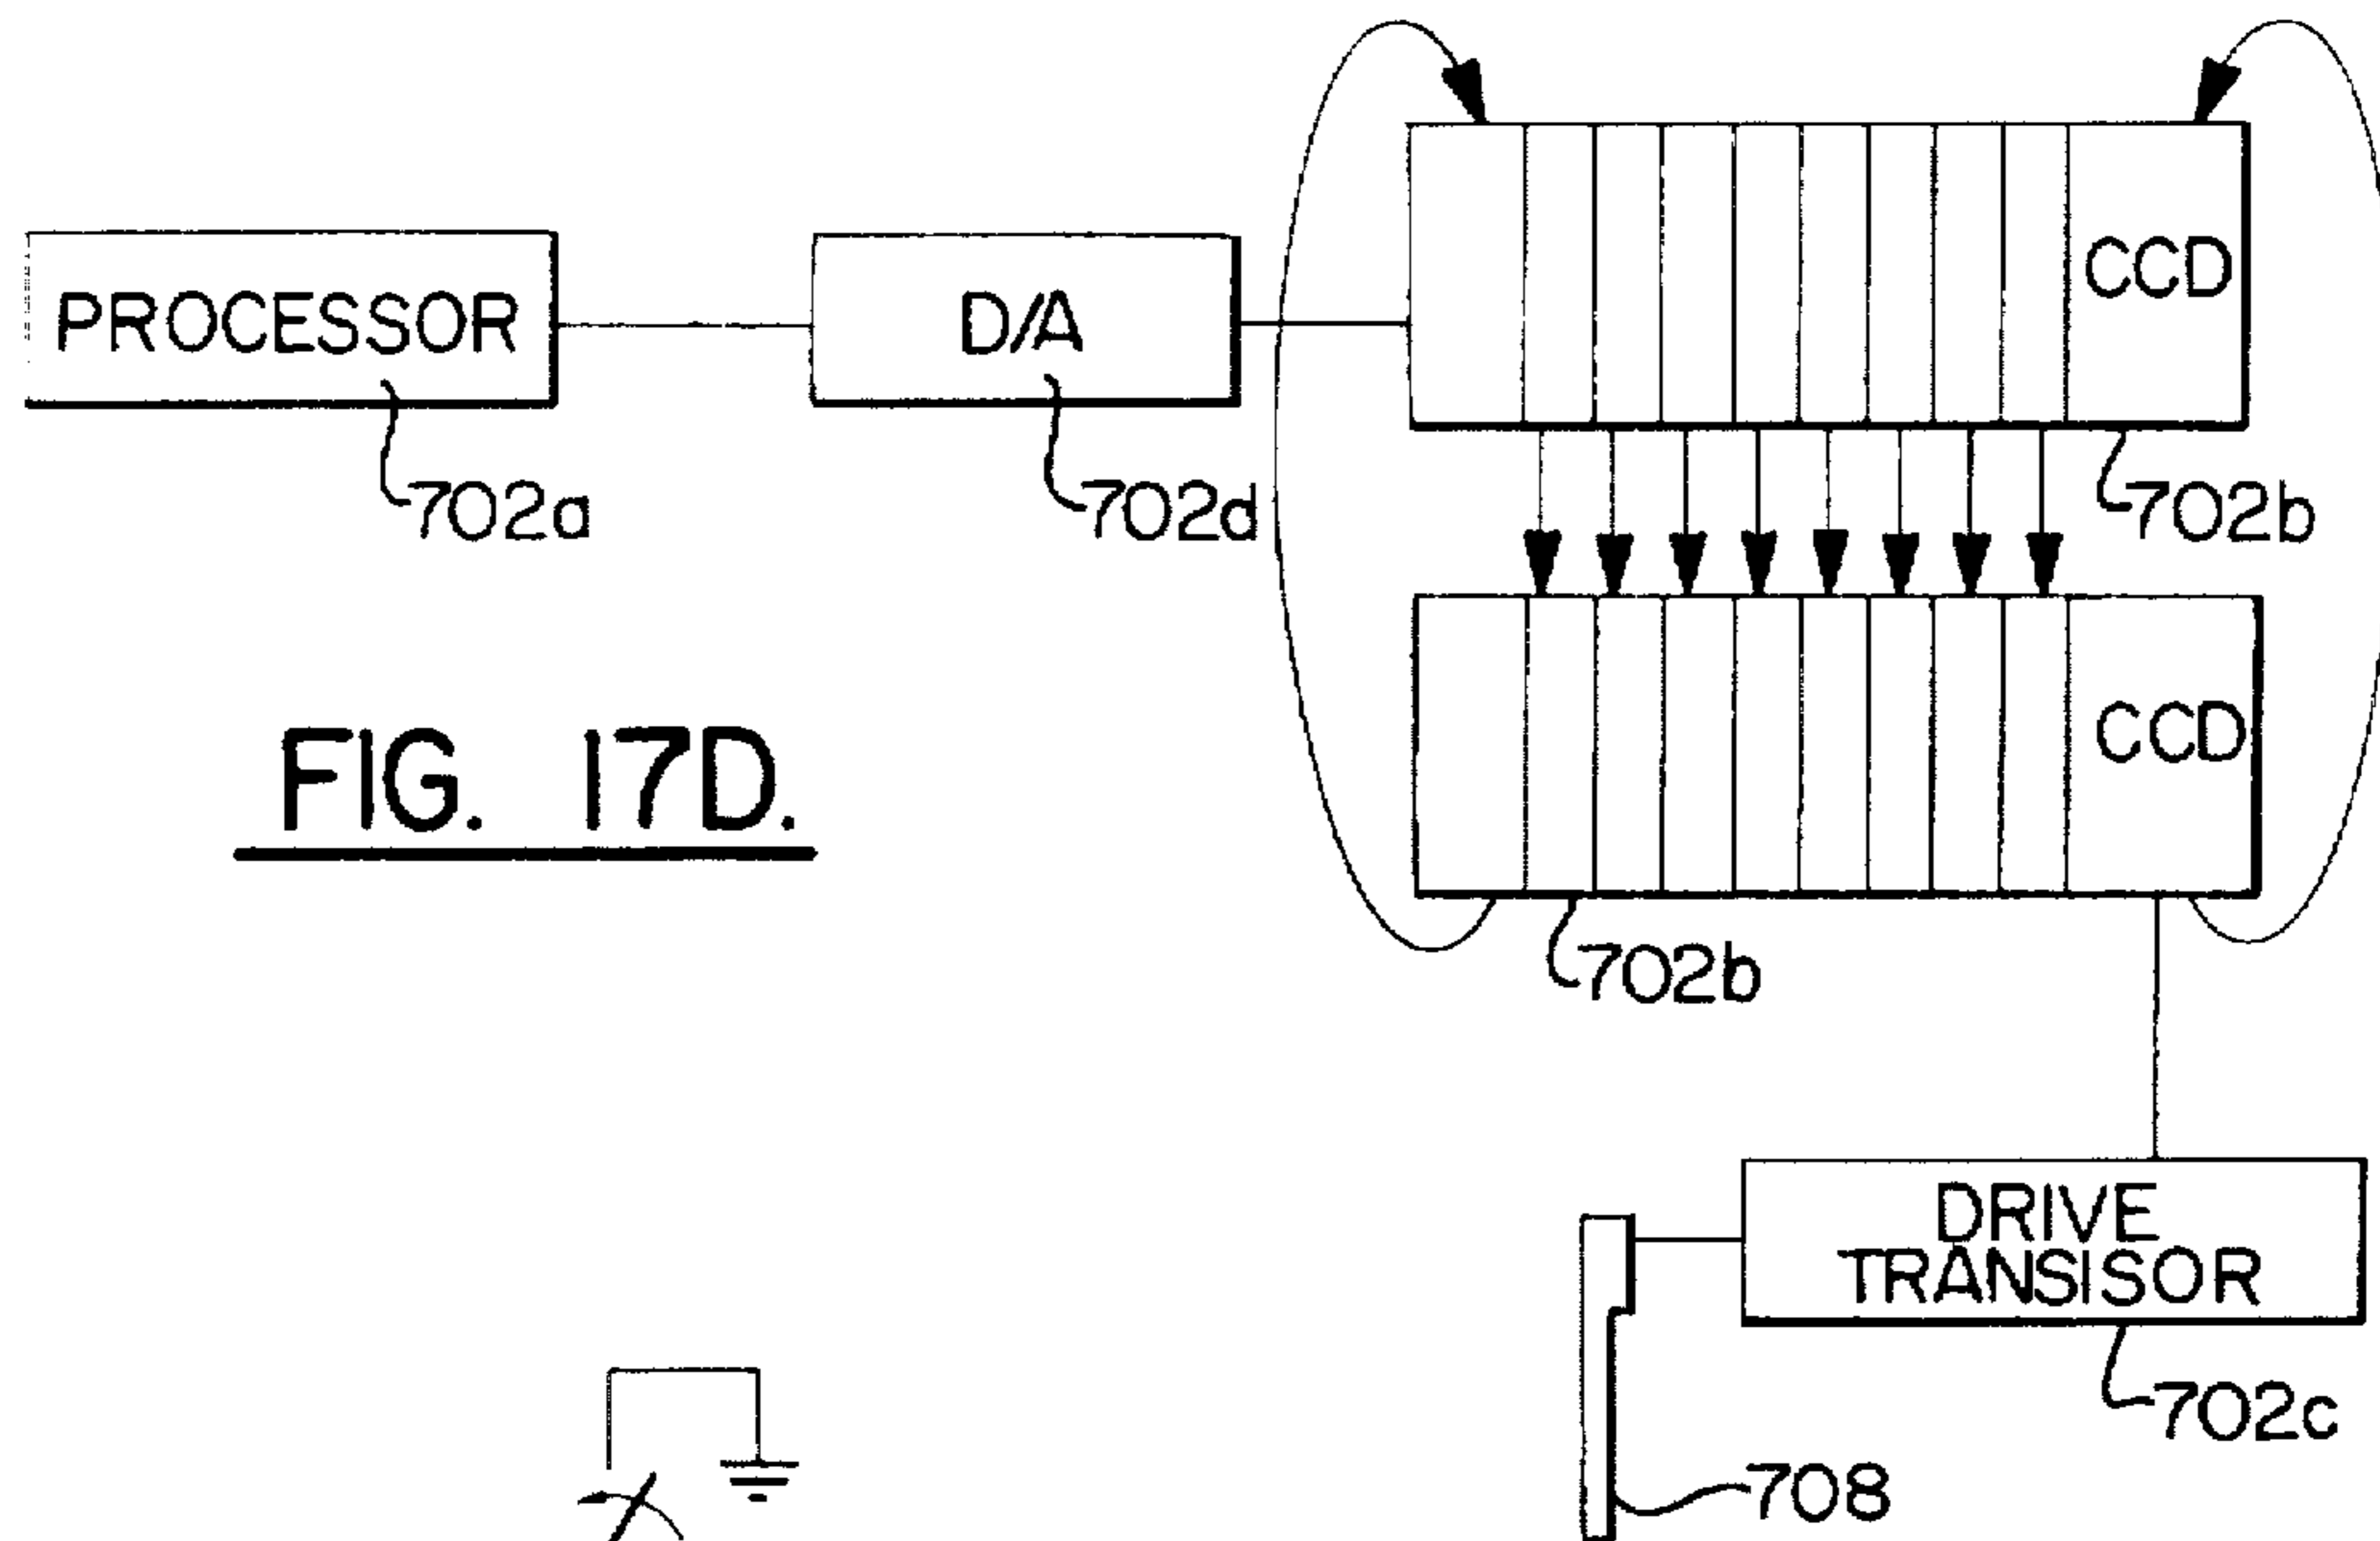 CCD
PROCESSOR
D/A
702a
702d
702b
CCD
FIG. 17D.
702b
DRIVE
TRANSISOR
702c
708